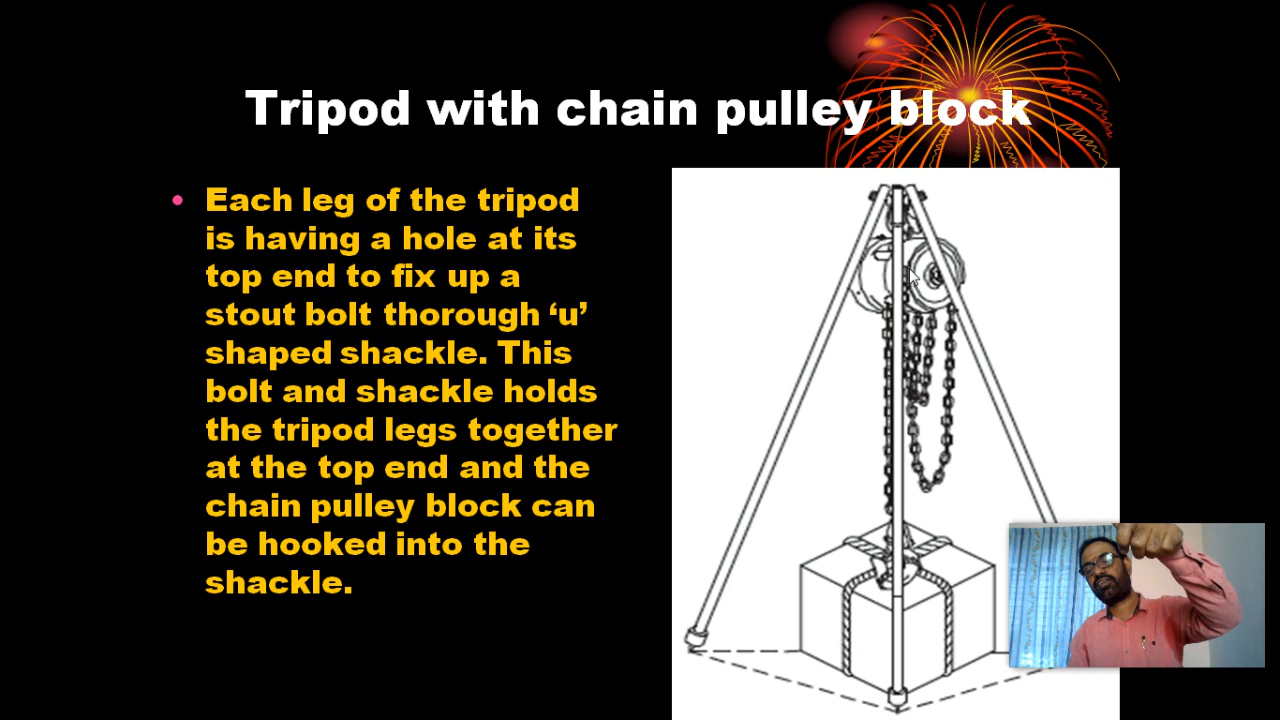 Tripod with chain pulley block
• Each leg of the tripod
is having a hole at its
top end to fix up a
stout bolt thorough ‘u’
shaped shackle. This
bolt and shackle holds
the tripod legs together
at the top end and the
chain pulley block can
be hooked into the
shackle.